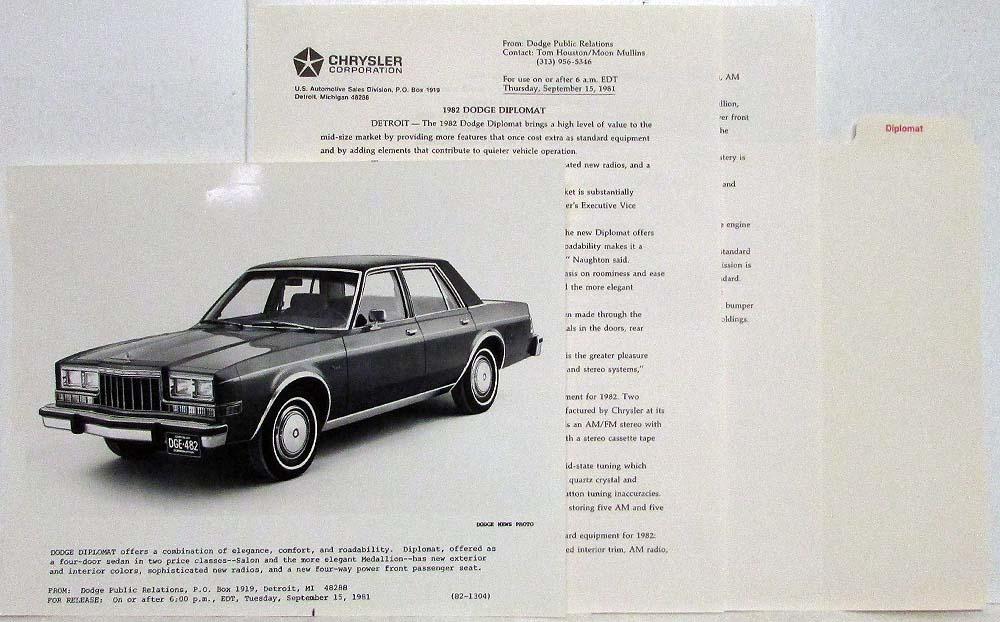 CHRYSLER
CORPORATION
U.S. Automotive Sales Division, P.O. Box 1919
Detroit, Michigan 48288
From: Dodge Public Relations
Contact: Tom Houston/Moon Mullins
(313) 956-5346
For use on or after 6 a.m. EDT
Thursday, September 15, 1981
1982 DODGE DIPLOMAT
DETROIT — The 1982 Dodge Diplomat brings a high level of value to the
mid-size market by providing more features that once cost extra as standard equipment
and by adding elements that contribute to quieter vehicle operation.
ated new radios, and a
ket is substantially
er's Executive Vice
he new Diplomat offers
oadability makes it a
" Naughton said.
asis on roominess and ease
the more elegant
n made through the
als in the doors, rear
is the greater pleasure
and stereo systems,"
ment for 1982. Two
factured by Chrysler at its
s an AM/FM stereo with
th a stereo cassette tape
id-state tuning which
quartz crystal and
utton tuning inaccuracies.
storing five AM and five
ard equipment for 1982:
ed interior trim, AM radio,
, AM
llion,
er front
he
ttery is
and
engine
tandard
ission is
dard.
bumper
oldings.
Diplomat
DGE-482
DODGE NEWS PHOTO
DODGE DIPLOMAT offers a combination of elegance, comfort, and roadability. Diplomat, offered as
a four-door sedan in two price classes--Salon and the more elegant Medallion--has new exterior
and interior colors, sophisticated new radios, and a new four-way power front passenger seat.
FROM: Dodge Public Relations, P.O. Box 1919, Detroit, MI 48288
FOR RELEASE: On or after 6:00 p.m., EDT, Tuesday, September 15, 1981 (82-1304)